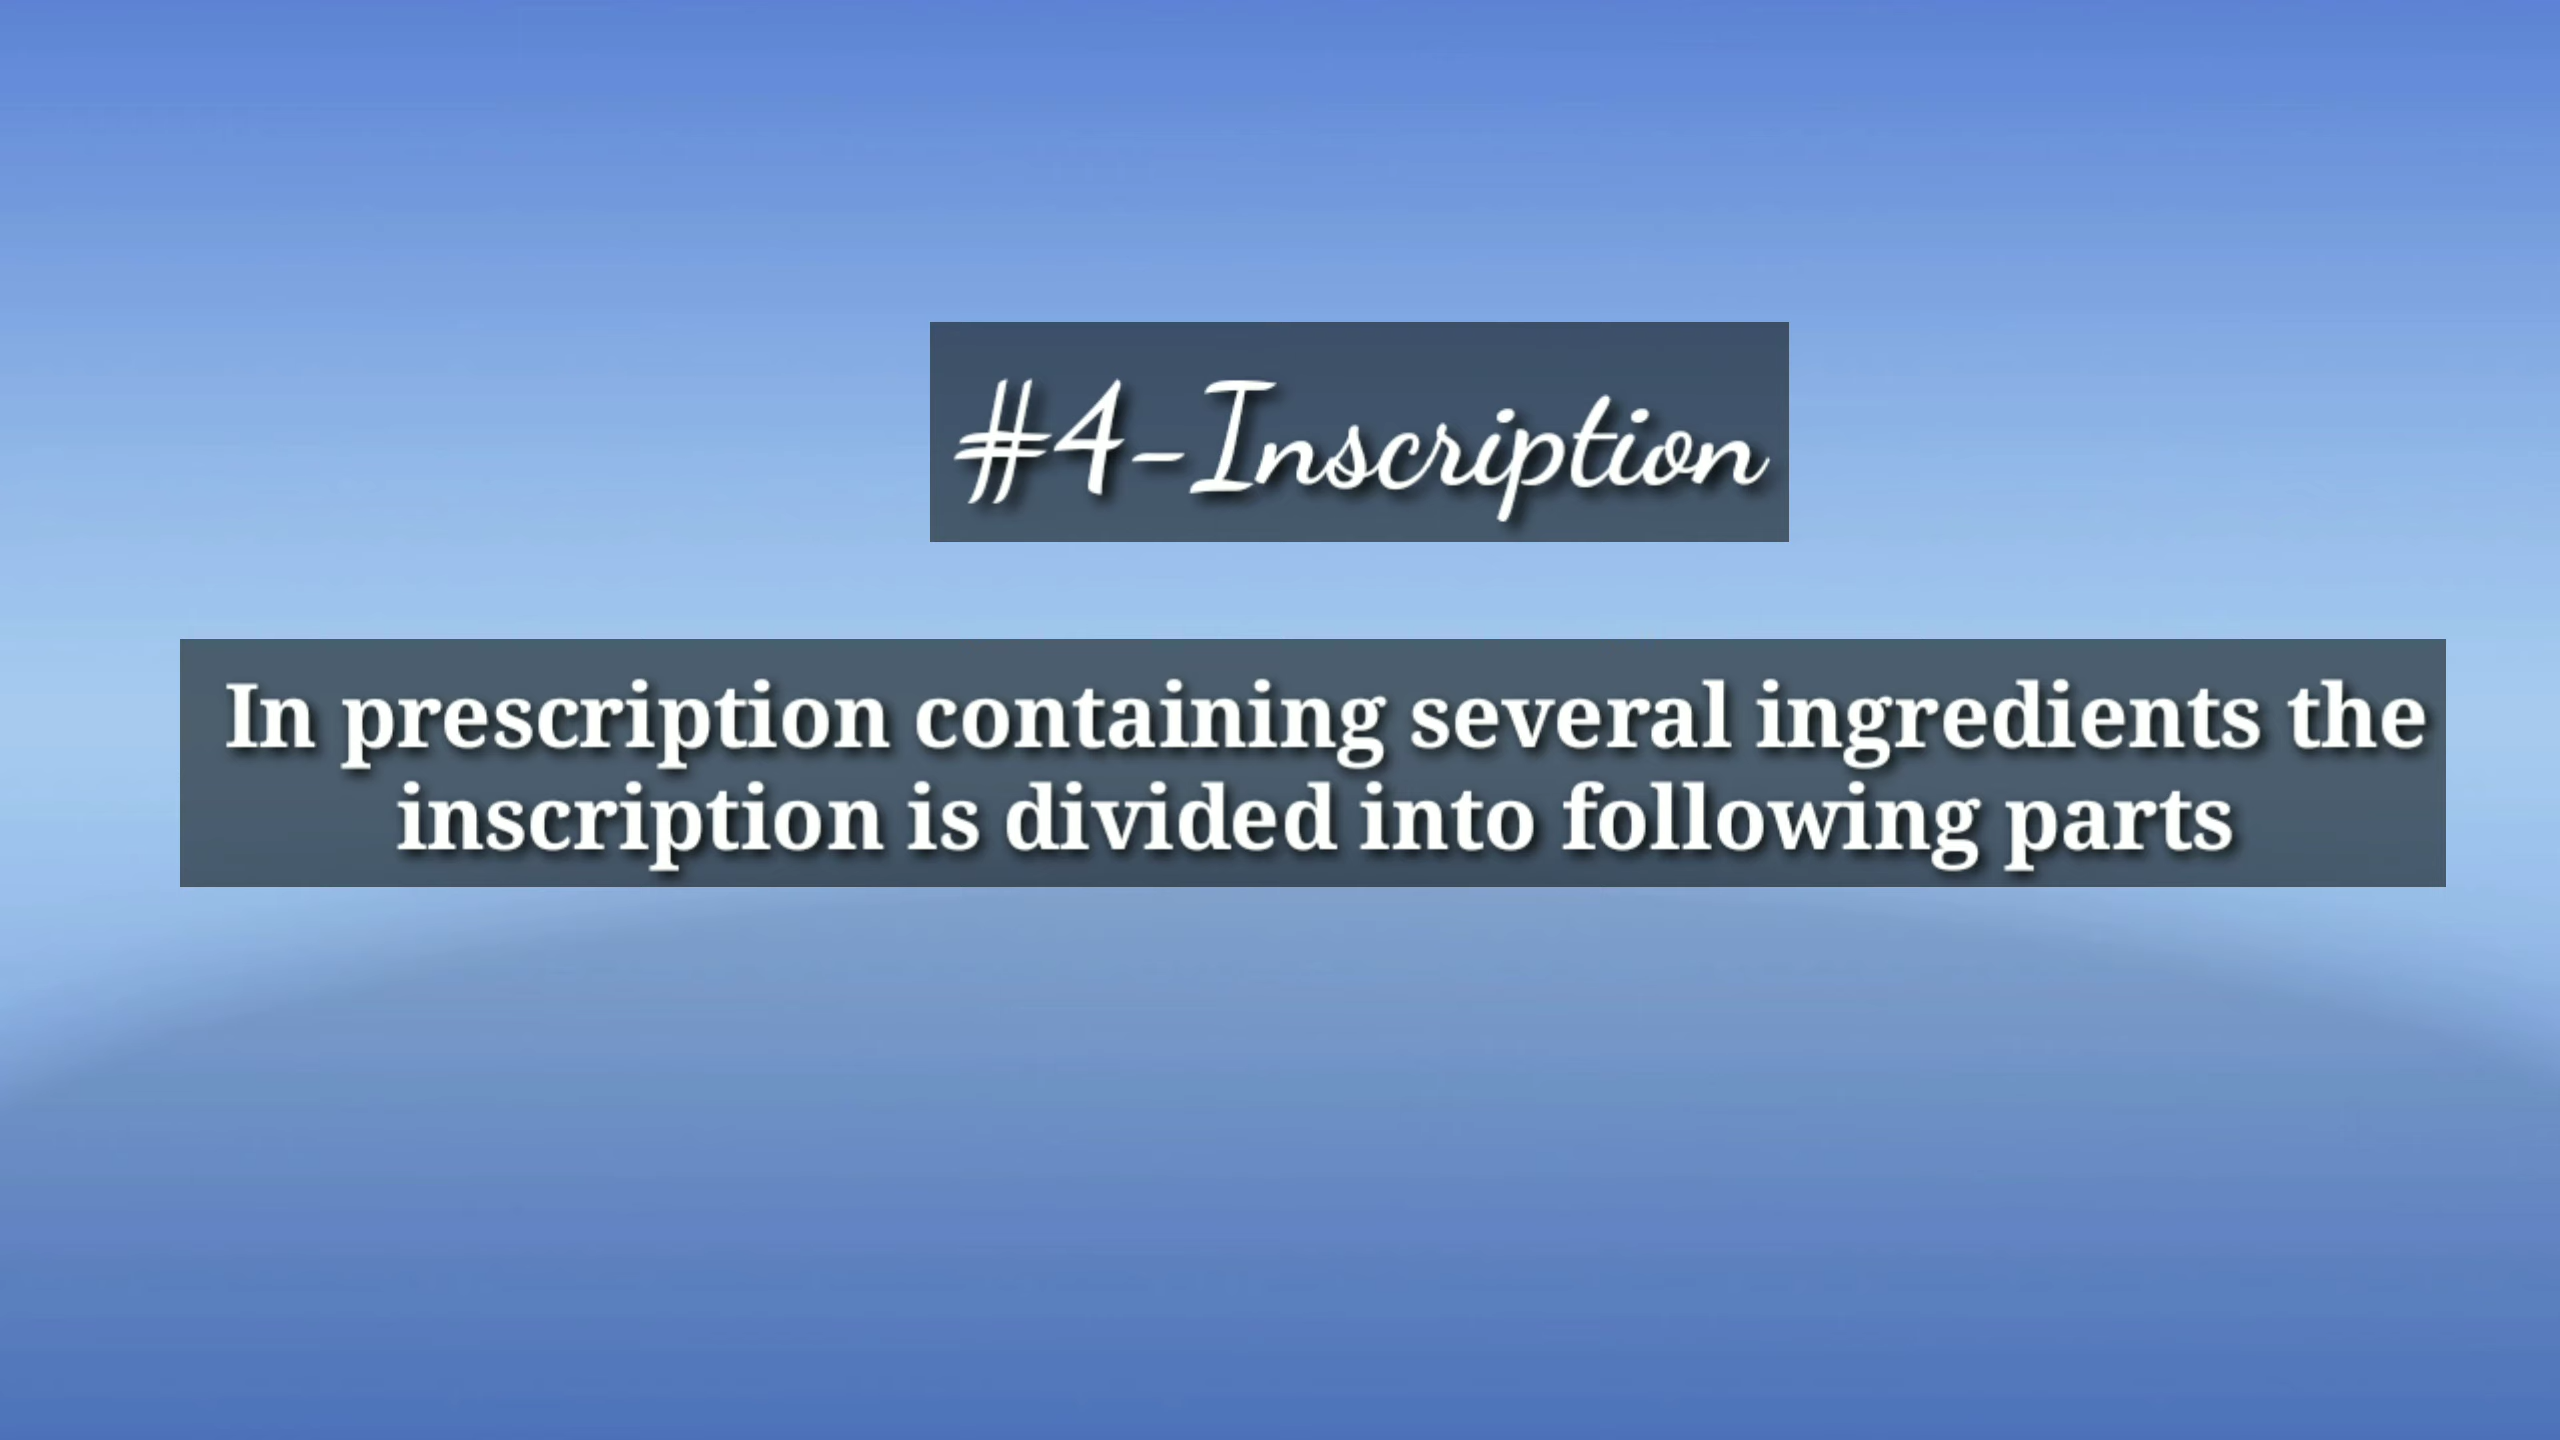 #4-Inscription
In prescription containing several ingredients the
inscription is divided into following parts